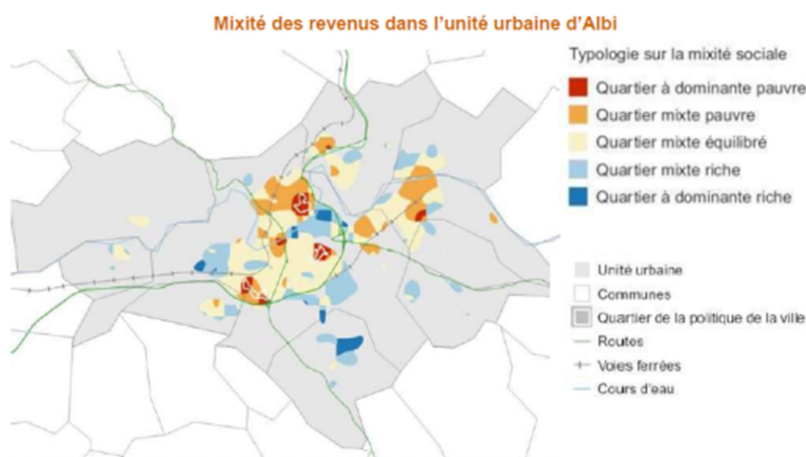 Mixité des revenus dans l'unité urbaine d'Albi
Typologie sur la mixité sociale
Quartier à dominante pauvre
Quartier mixte pauvre
Quartier mixte équilibré
Quartier mixte riche
Quartier à dominante riche
Unité urbaine
Communes
Quartier de la politique de la ville
Routes
Voies ferrées
Cours d'eau